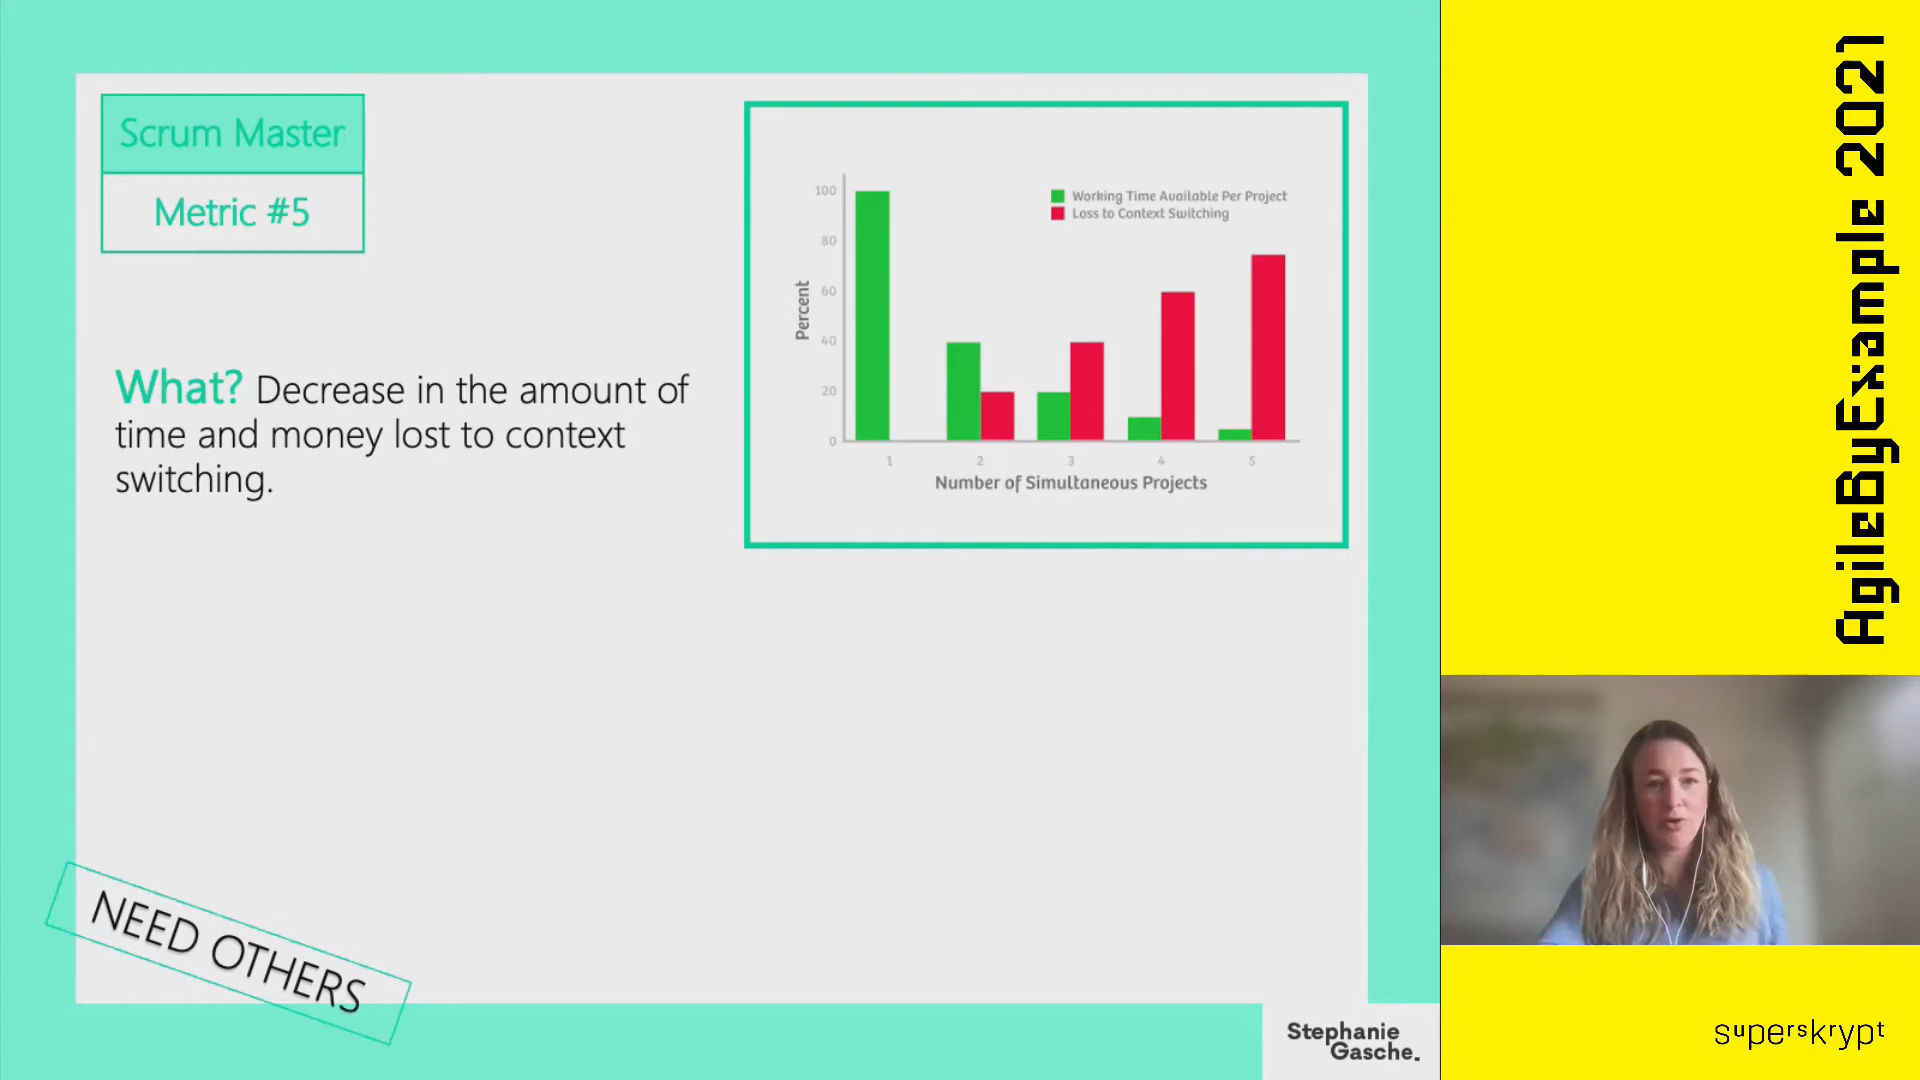 Scrum Master
Metric #5
What? Decrease in the amount of
time and money lost to context
switching.
100
80
60
40
20
0
Percent
Working Time Available Per Project
Loss to Context Switching
1 2 3 4 5
Number of Simultaneous Projects
NEED OTHERS
Stephanie
Gasche.
AgileByExample 2021
superskrypt